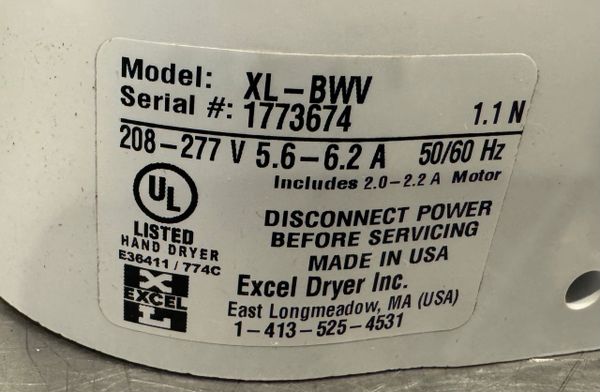 Model: XL-BWV
Serial #: 1773674 1.1 N
208-277 V 5.6-6.2 A 50/60 Hz
Includes 2.0-2.2 A Motor
UL
LISTED
HAND DRYER
E36411 / 774C
DISCONNECT POWER
BEFORE SERVICING
MADE IN USA
X
EXCEL
L
Excel Dryer Inc.
East Longmeadow, MA (USA)
1-413-525-4531